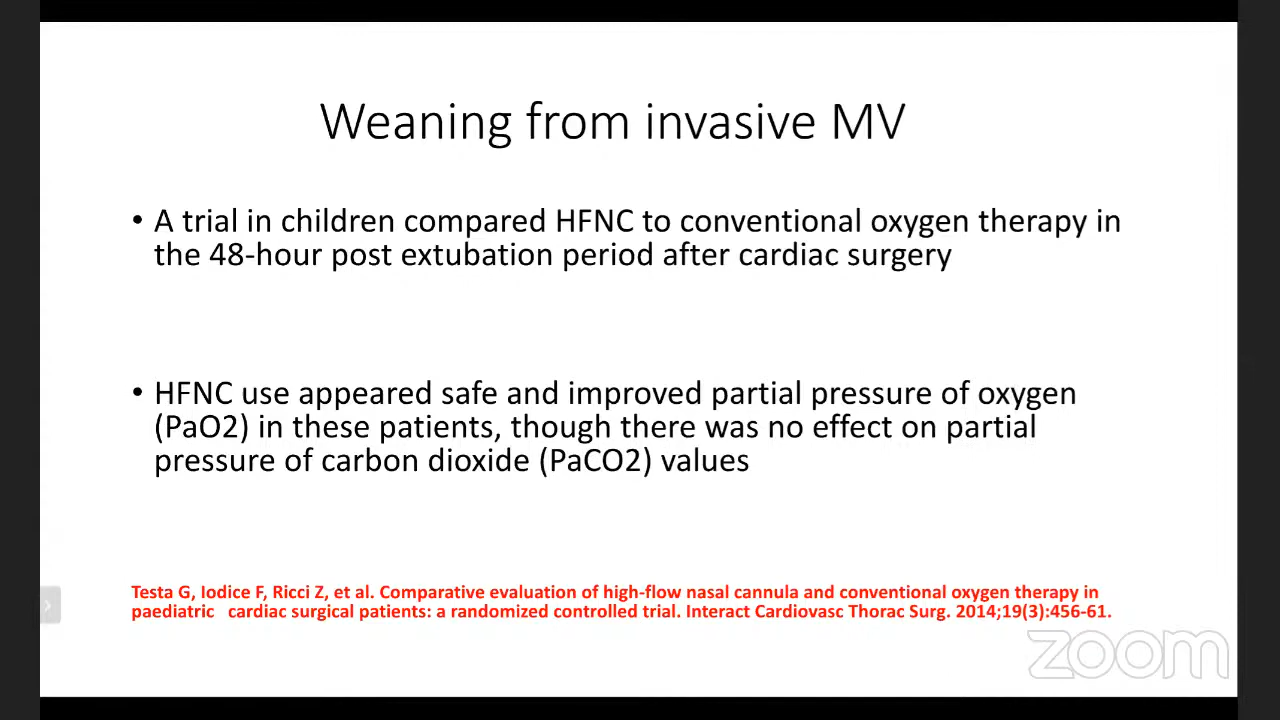 Weaning from invasive MV
• A trial in children compared HFNC to conventional oxygen therapy in
the 48-hour post extubation period after cardiac surgery
• HFNC use appeared safe and improved partial pressure of oxygen
(PaO2) in these patients, though there was no effect on partial
pressure of carbon dioxide (PaCO2) values
Testa G, Iodice F, Ricci Z, et al. Comparative evaluation of high-flow nasal cannula and conventional oxygen therapy in
paediatric cardiac surgical patients: a randomized controlled trial. Interact Cardiovasc Thorac Surg. 2014;19(3):456-61.
zoom